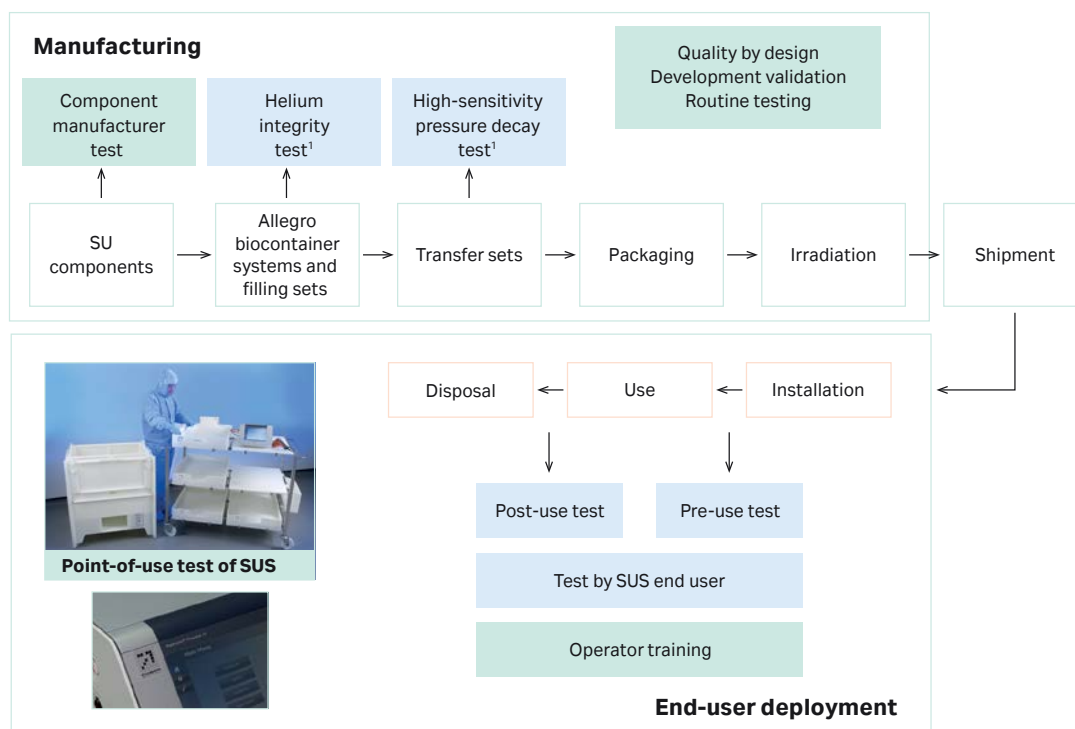 Manufacturing
Quality by design
Development validation
Routine testing
Component
manufacturer
test
Helium
integrity
test¹
High-sensitivity
pressure decay
test¹
SU
components
Allegro
biocontainer
systems and
filling sets
Transfer sets
Packaging
Irradiation
Shipment
Disposal
Use
Installation
Post-use test
Pre-use test
Test by SUS end user
Operator training
Point-of-use test of SUS
End-user deployment